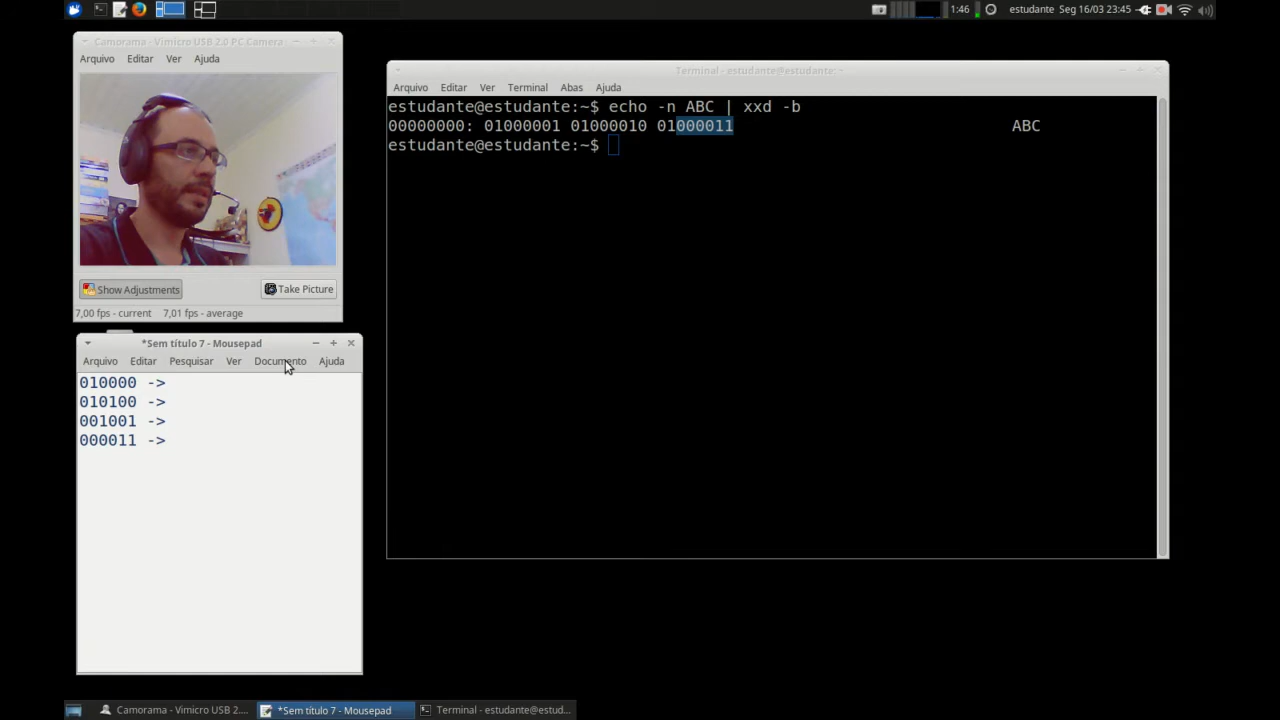 1:46 estudante Seg 16/03 23:45
Camorama - Vimicro USB 2.0 PC Camera
Arquivo Editar Ver Ajuda
Show Adjustments Take Picture
7,00 fps - current 7,01 fps - average
Terminal - estudante@estudante: ~
Arquivo Editar Ver Terminal Abas Ajuda
estudante@estudante:~$ echo -n ABC | xxd -b
00000000: 01000001 01000010 01000011 ABC
estudante@estudante:~$
*Sem título 7 - Mousepad
Arquivo Editar Pesquisar Ver Documento Ajuda
010000 ->
010100 ->
001001 ->
000011 ->
Camorama - Vimicro USB 2.... *Sem título 7 - Mousepad Terminal - estudante@estud...